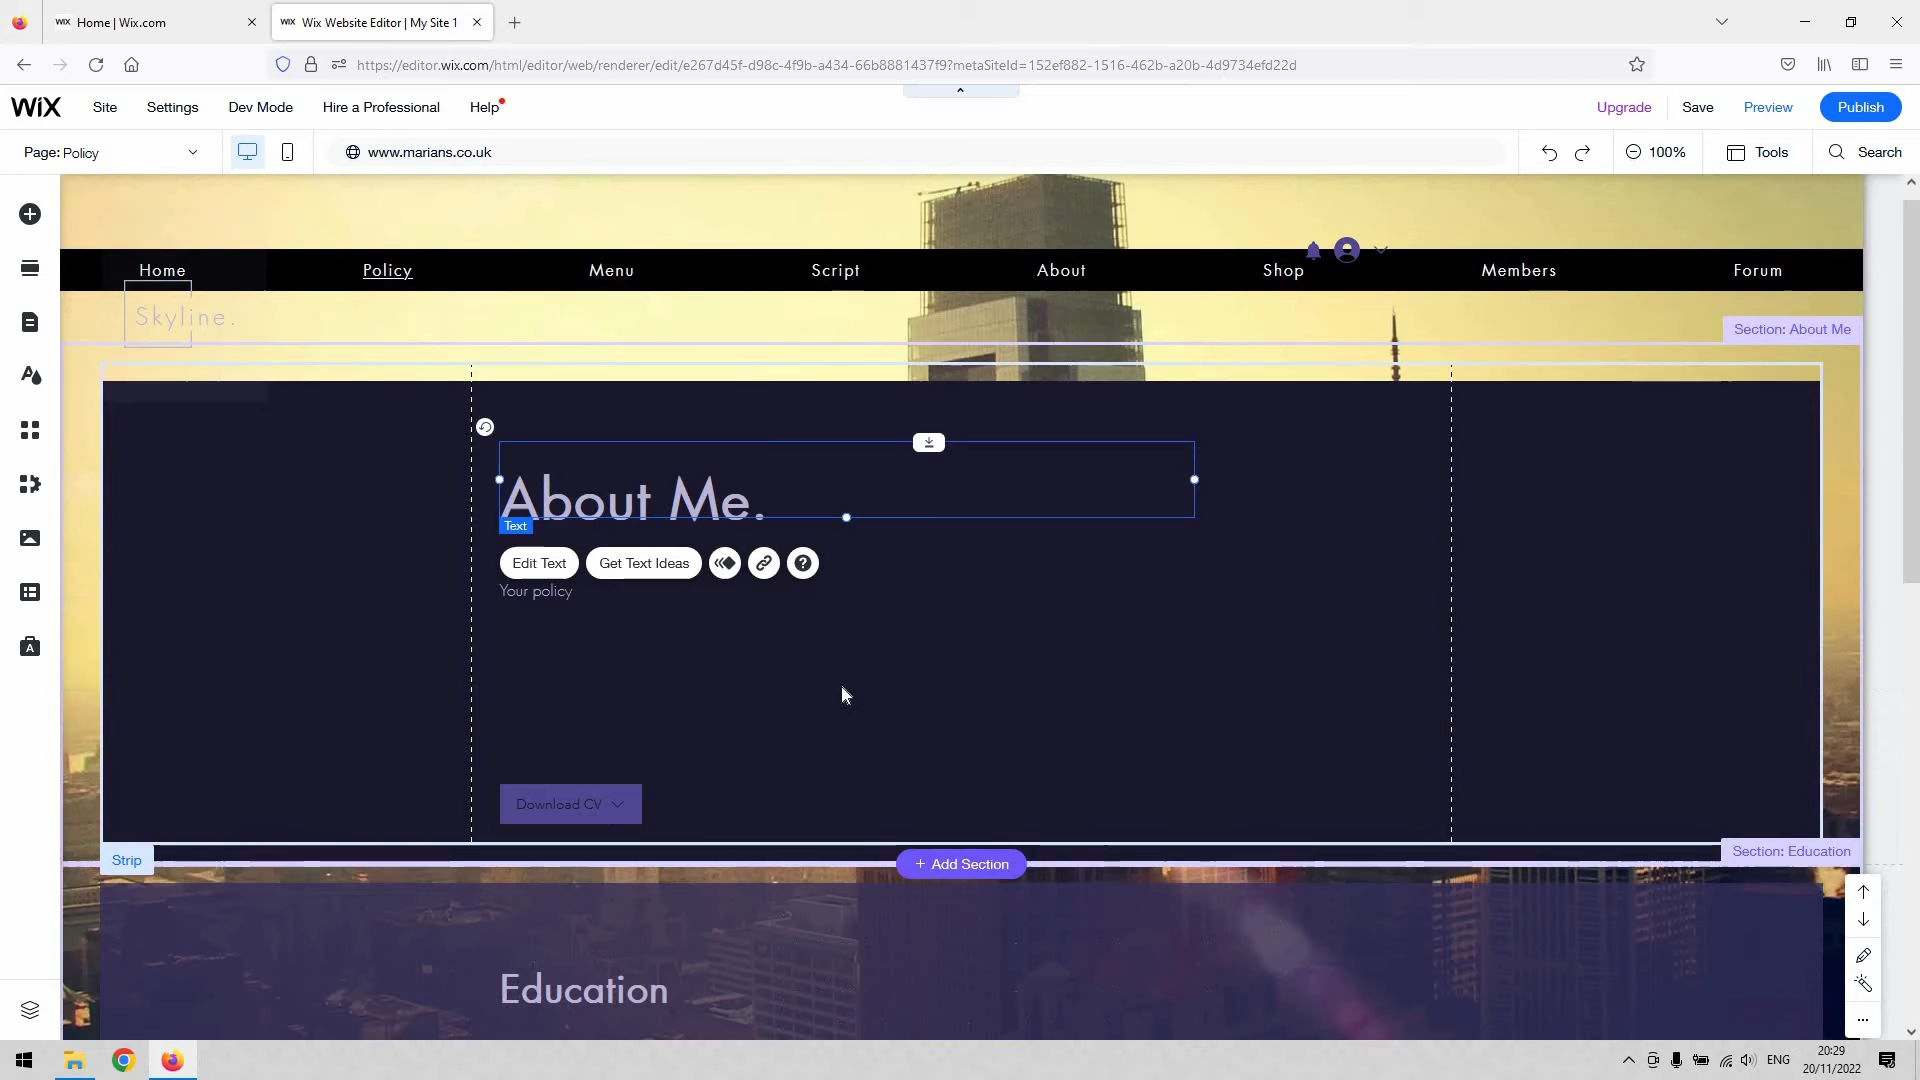 Home | Wix.com
WiX Wix Website Editor | My Site 1
https://editor.wix.com/html/editor/web/renderer/edit/e267d45f-d98c-4f9b-a434-66b8881437f9?metaSiteId=152ef882-1516-462b-a20b-4d9734efd22d
WiX Site Settings Dev Mode Hire a Professional Help Upgrade Save Preview Publish
Page: Policy www.marians.co.uk 100% Tools Search
Home Policy Menu Script About Shop Members Forum
Skyline.
Section: About Me
About Me.
Text
Edit Text Get Text Ideas
Your policy
Download CV
Strip
Add Section
Section: Education
Education
ENG
20:29
20/11/2022